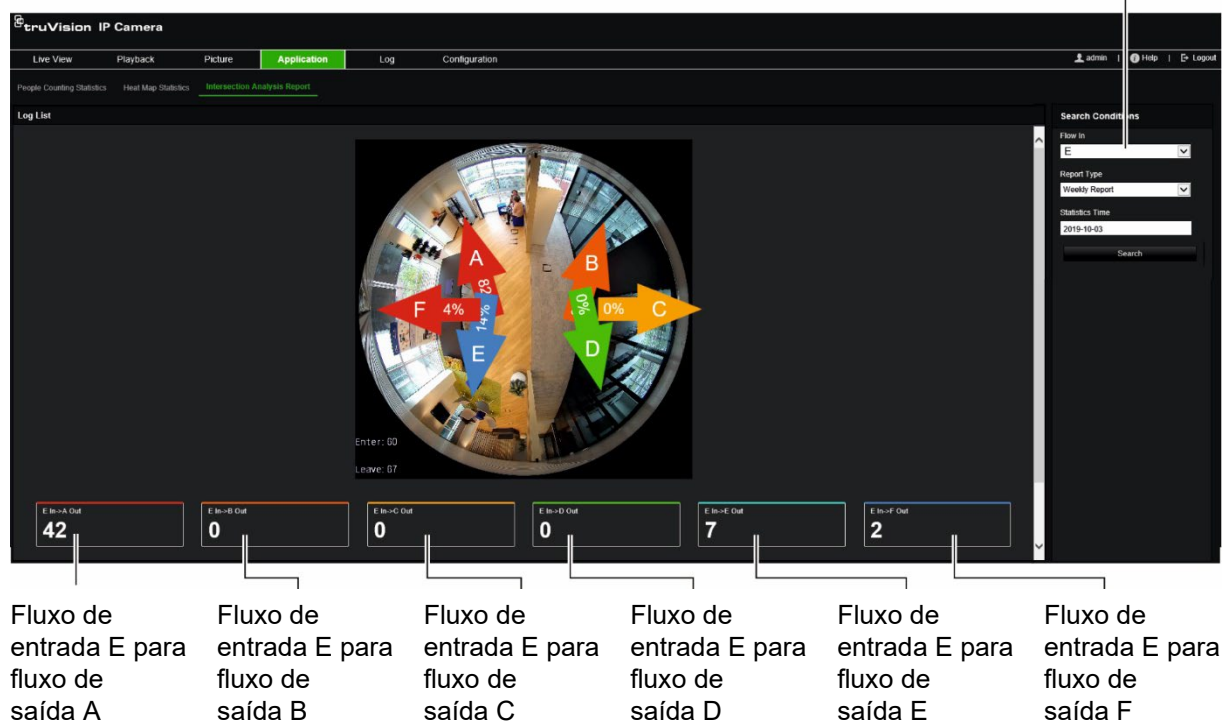 truVision IP Camera
Live View Playback Picture Application Log Configuration admin | Help | Logout
People Counting Statistics Heat Map Statistics Intersection Analysis Report
Log List
Search Conditions
Flow In
E
Report Type
Weekly Report
Statistics Time
2019-10-03
Search
A
B
82
F 4%
14%
0%
0% C
E
D
Enter: 60
Leave: 67
E In->A Out
42
E In->B Out
0
E In->C Out
0
E In->D Out
0
E In->E Out
7
E In->F Out
2
Fluxo de
entrada E para
fluxo de
saída A
Fluxo de
entrada E para
fluxo de
saída B
Fluxo de
entrada E para
fluxo de
saída C
Fluxo de
entrada E para
fluxo de
saída D
Fluxo de
entrada E para
fluxo de
saída E
Fluxo de
entrada E para
fluxo de
saída F